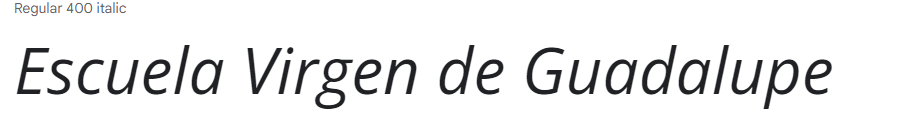 Regular 400 italic
Escuela Virgen de Guadalupe